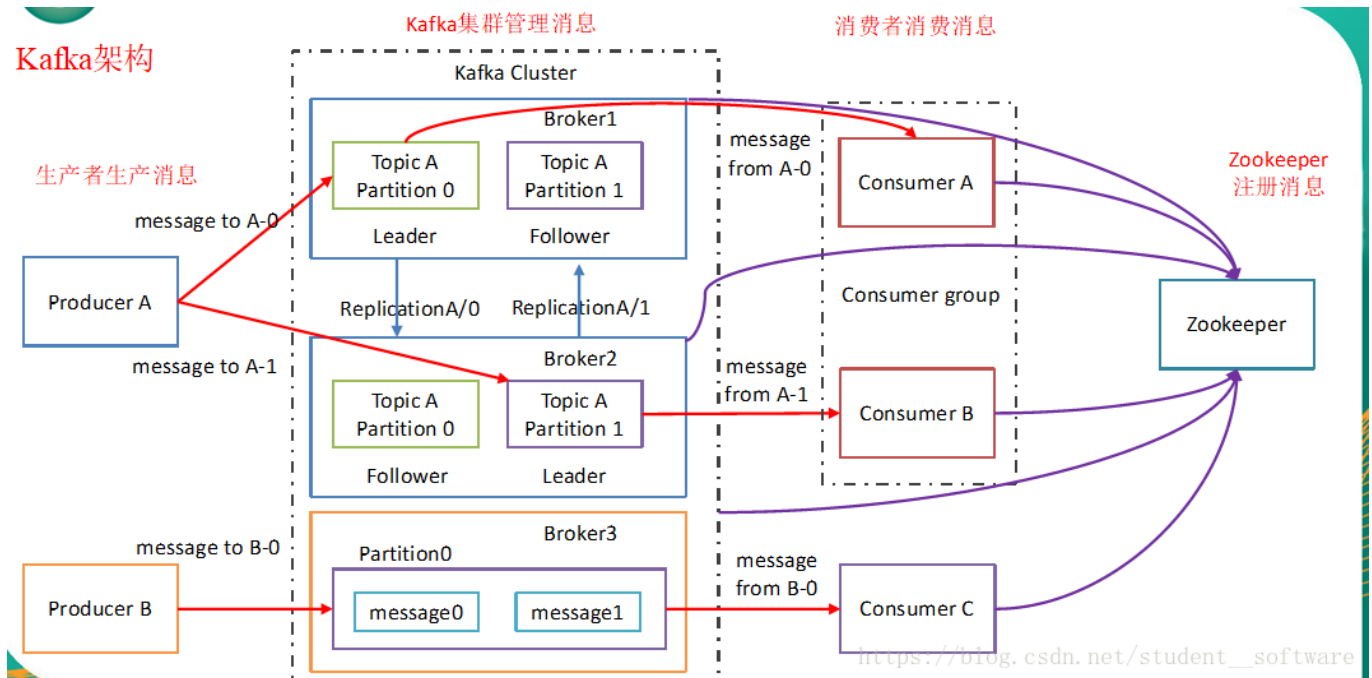 Kafka架构
Kafka集群管理消息
消费者消费消息
Kafka Cluster
生产者生产消息
Zookeeper
注册消息
Broker1
Topic A
Partition 0
Topic A
Partition 1
Leader
Follower
message to A-0
message
from A-0
Consumer A
Producer A
ReplicationA/0
ReplicationA/1
Consumer group
Zookeeper
message to A-1
Broker2
Topic A
Partition 0
Topic A
Partition 1
Follower
Leader
message
from A-1
Consumer B
message to B-0
Broker3
Partition0
message0
message1
Producer B
message
from B-0
Consumer C
https://blog.csdn.net/student__software